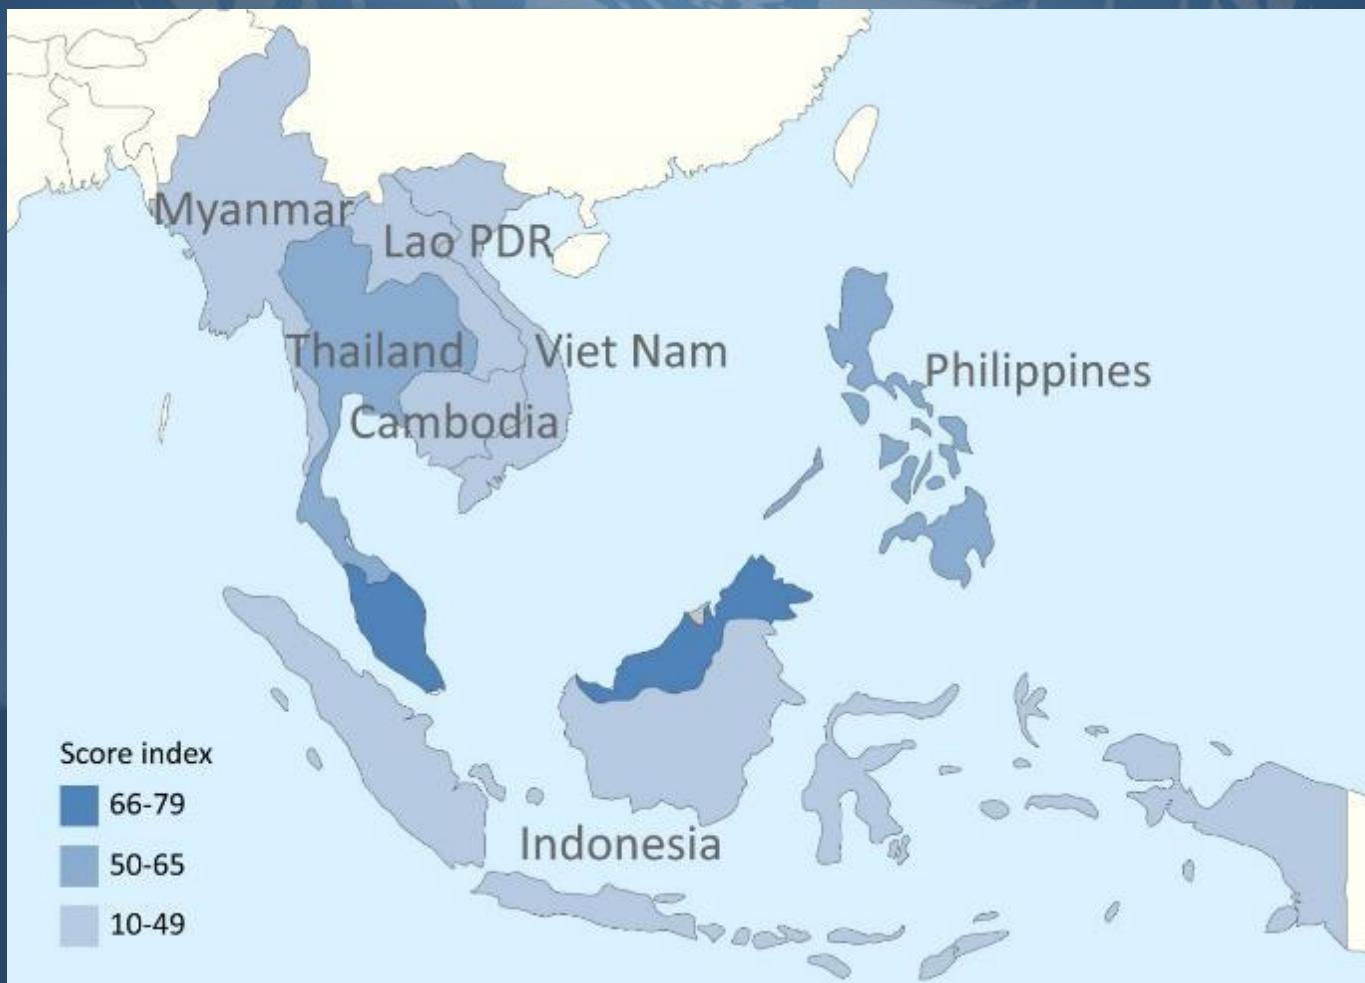 Myanmar
Lao PDR
Thailand
Viet Nam
Philippines
Cambodia
Score index
66-79
50-65
Indonesia
10-49